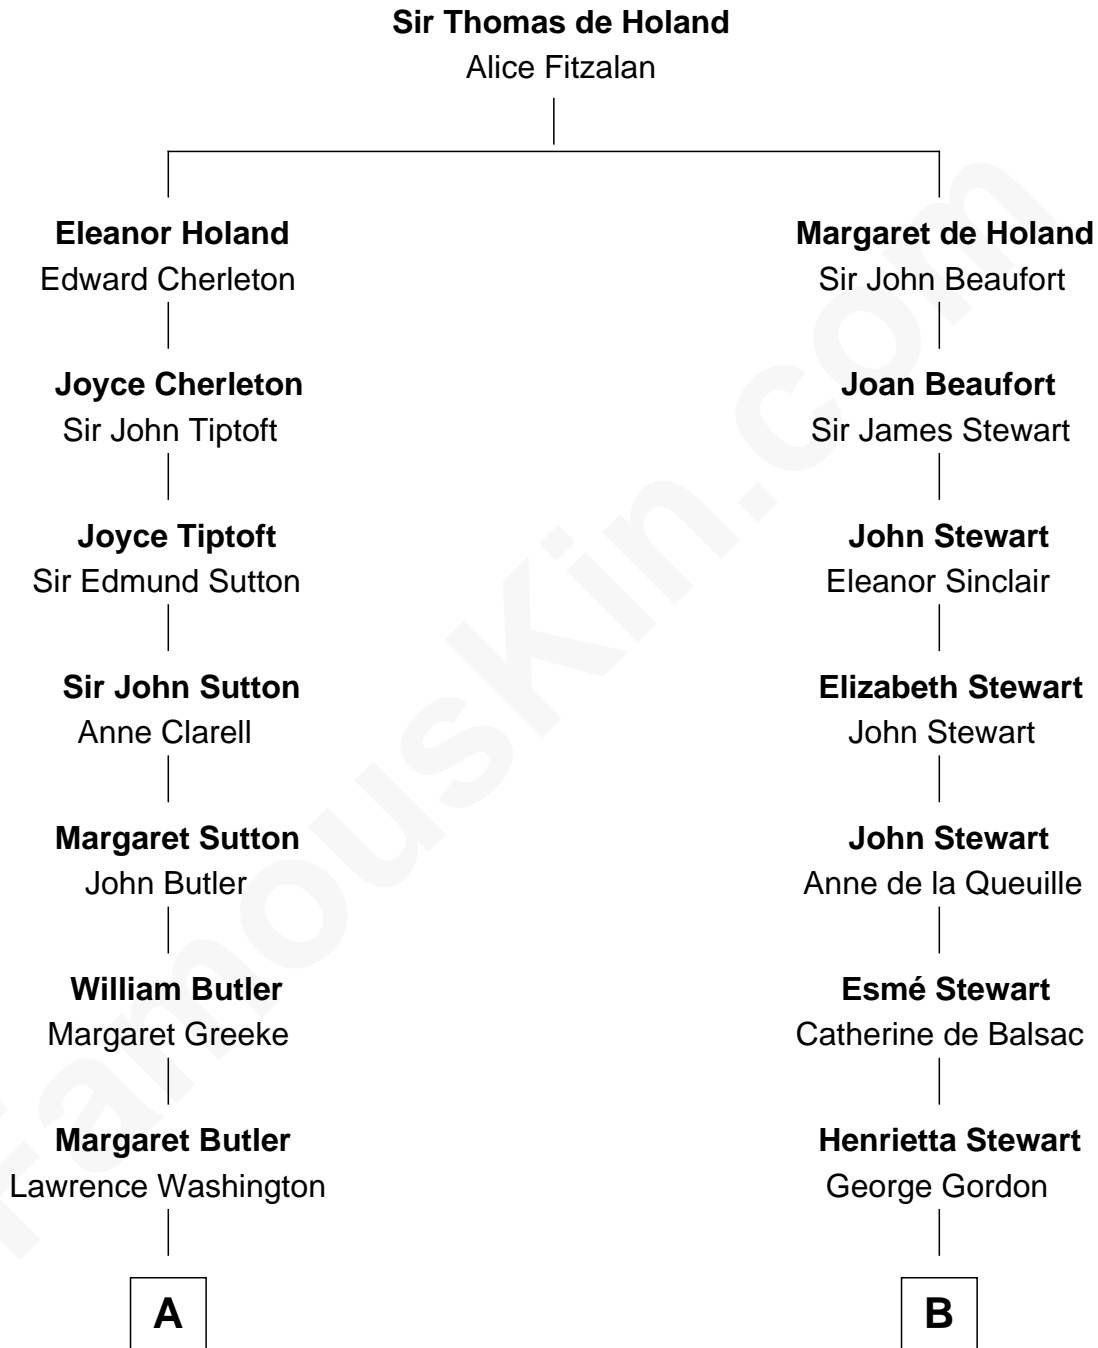 Sir Thomas de Holand
Alice Fitzalan
Eleanor Holand
Edward Cherleton
Joyce Cherleton
Sir John Tiptoft
Joyce Tiptoft
Sir Edmund Sutton
Sir John Sutton
Anne Clarell
Margaret Sutton
John Butler
William Butler
Margaret Greeke
Margaret Butler
Lawrence Washington
A
Margaret de Holand
Sir John Beaufort
Joan Beaufort
Sir James Stewart
John Stewart
Eleanor Sinclair
Elizabeth Stewart
John Stewart
John Stewart
Anne de la Queuille
Esmé Stewart
Catherine de Balsac
Henrietta Stewart
George Gordon
B
FamousKin.com